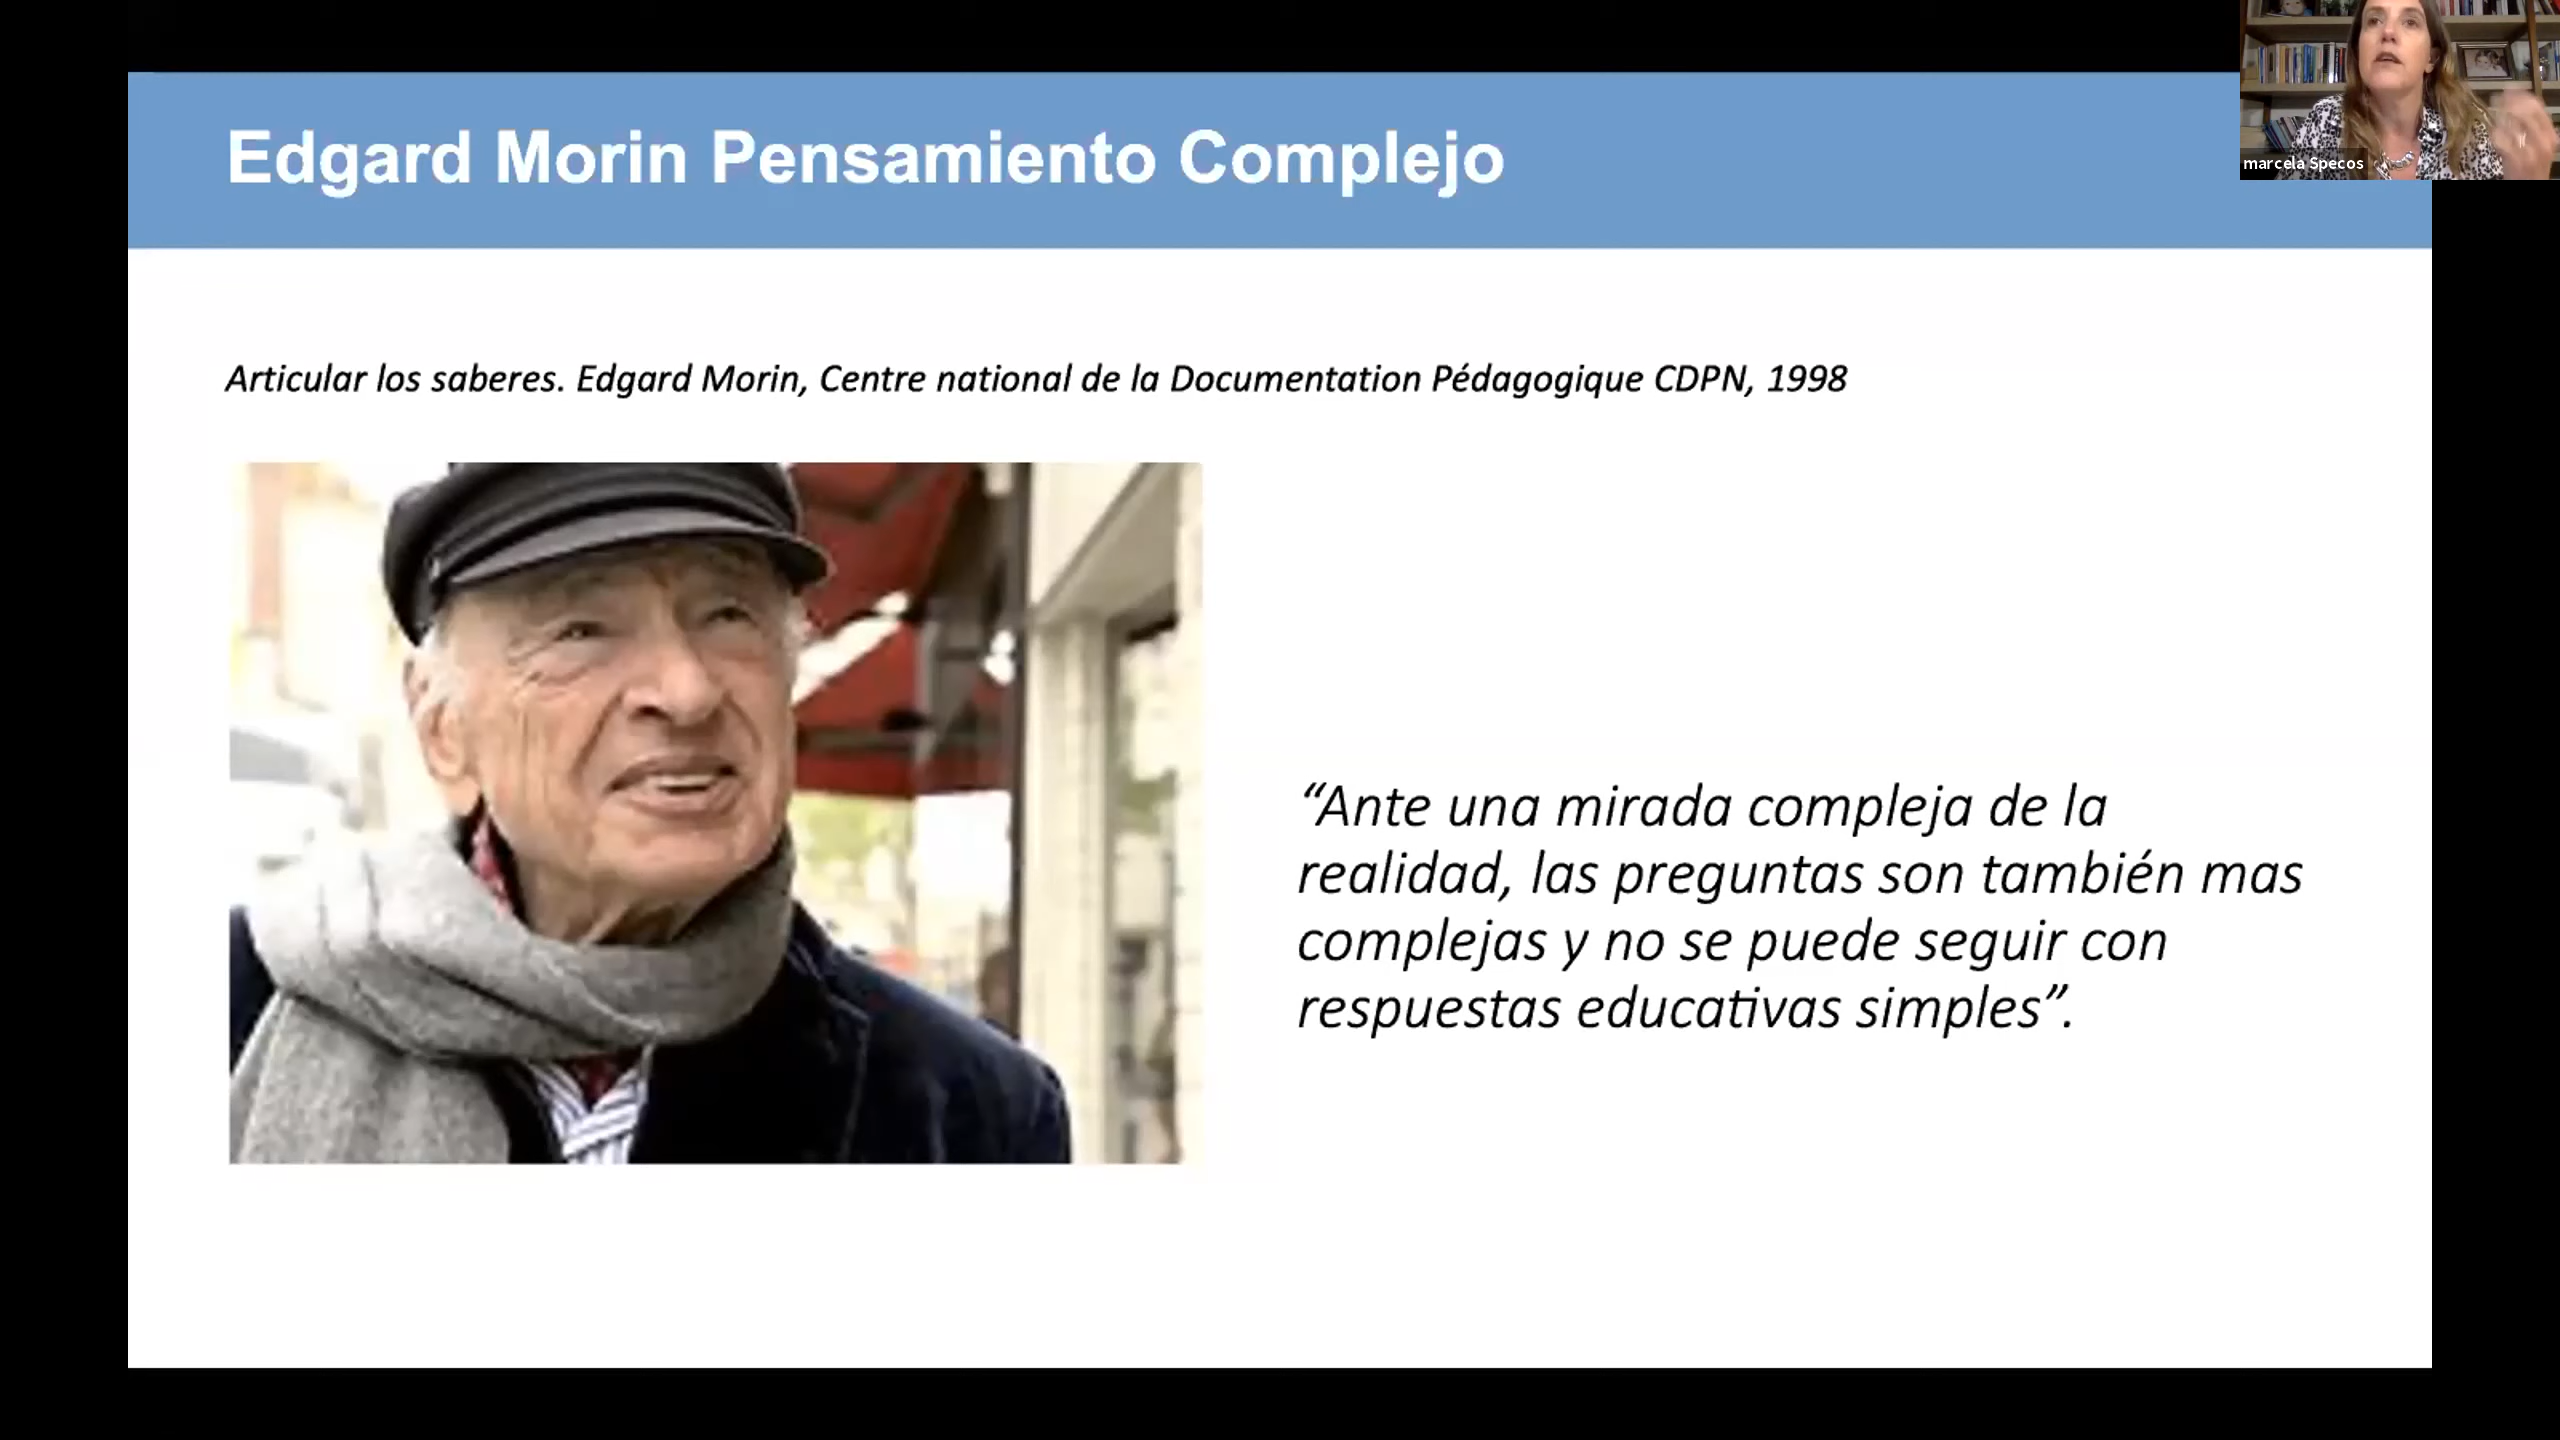 Edgard Morin Pensamiento Complejo
marcela Specos
Articular los saberes. Edgard Morin, Centre national de la Documentation Pédagogique CDPN, 1998
“Ante una mirada compleja de la
realidad, las preguntas son también mas
complejas y no se puede seguir con
respuestas educativas simples”.